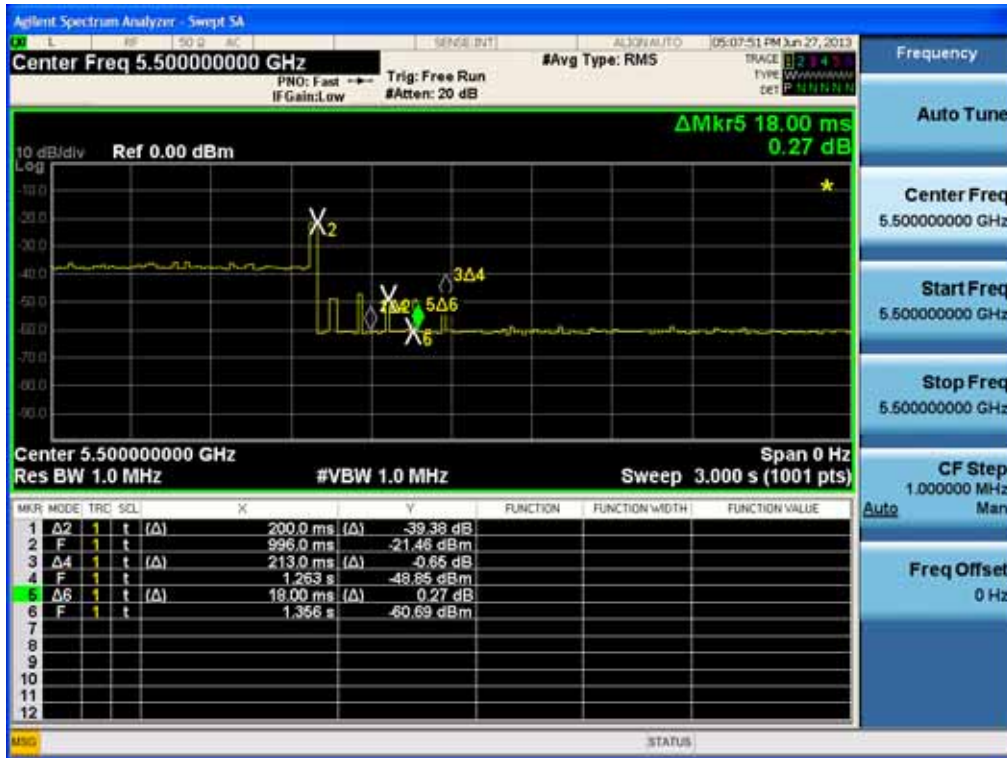 Agilent Spectrum Analyzer - Swept SA
L RF 50 Ω AC SENSE:INT ALIGNAUTO 05:07:51 PM Jun 27, 2013
Center Freq 5.500000000 GHz
PNO: Fast
IFGain:Low
Trig: Free Run
#Atten: 20 dB
#Avg Type: RMS
TRACE 1 2 3 4 5 6
TYPE
DET P N N N N N
ΔMkr5 18.00 ms
0.27 dB
10 dB/div Ref 0.00 dBm
Log
-10.0
-20.0
-30.0
-40.0
-50.0
-60.0
-70.0
-80.0
-90.0
2
3Δ4
5Δ6
6
Center 5.500000000 GHz Span 0 Hz
Res BW 1.0 MHz #VBW 1.0 MHz Sweep 3.000 s (1001 pts)
MKR MODE TRC SCL X Y FUNCTION FUNCTION WIDTH FUNCTION VALUE
1 Δ2 1 t (Δ) 200.0 ms (Δ) -39.38 dB
2 F 1 t 996.0 ms -21.46 dBm
3 Δ4 1 t (Δ) 213.0 ms (Δ) -0.65 dB
4 F 1 t 1.263 s -48.85 dBm
5 Δ6 1 t (Δ) 18.00 ms (Δ) 0.27 dB
6 F 1 t 1.356 s -60.69 dBm
7
8
9
10
11
12
MSG STATUS
Frequency
Auto Tune
Center Freq
5.500000000 GHz
Start Freq
5.500000000 GHz
Stop Freq
5.500000000 GHz
CF Step
1.000000 MHz
Auto Man
Freq Offset
0 Hz